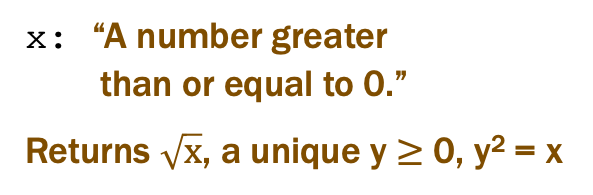 x: “A number greater
than or equal to 0.”
Returns √x, a unique y ≥ 0, y² = x